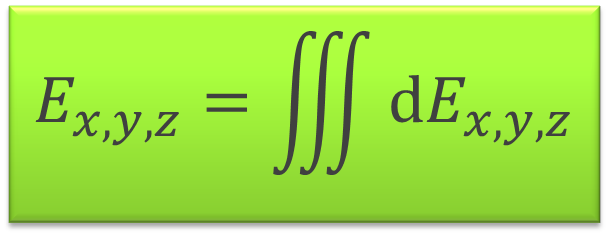 E_{x,y,z} = ∭ dE_{x,y,z}